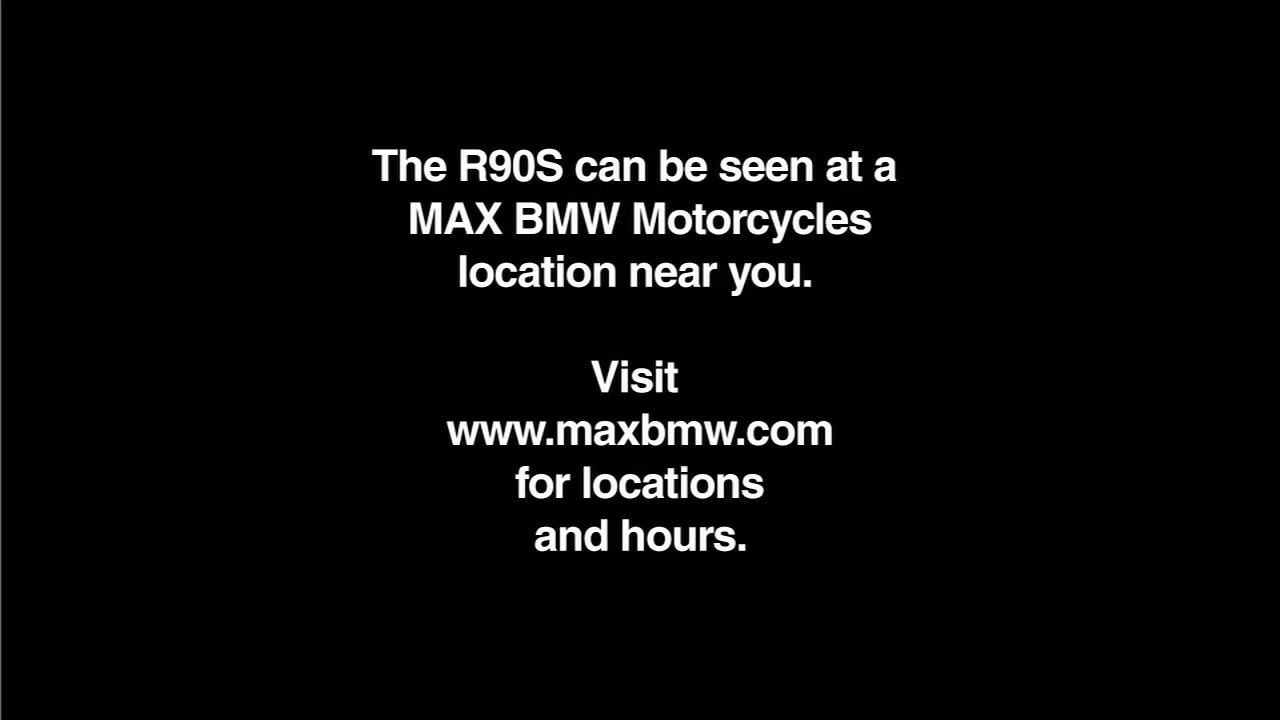 The R90S can be seen at a
MAX BMW Motorcycles
location near you.
Visit
www.maxbmw.com
for locations
and hours.